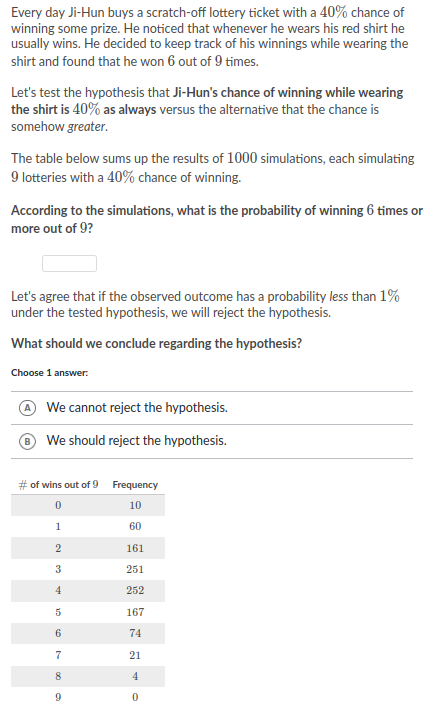 Every day Ji-Hun buys a scratch-off lottery ticket with a 40% chance of
winning some prize. He noticed that whenever he wears his red shirt he
usually wins. He decided to keep track of his winnings while wearing the
shirt and found that he won 6 out of 9 times.
Let's test the hypothesis that Ji-Hun's chance of winning while wearing
the shirt is 40% as always versus the alternative that the chance is
somehow greater.
The table below sums up the results of 1000 simulations, each simulating
9 lotteries with a 40% chance of winning.
According to the simulations, what is the probability of winning 6 times or
more out of 9?
Let's agree that if the observed outcome has a probability less than 1%
under the tested hypothesis, we will reject the hypothesis.
What should we conclude regarding the hypothesis?
Choose 1 answer:
A We cannot reject the hypothesis.
B We should reject the hypothesis.
# of wins out of 9 Frequency
0 10
1 60
2 161
3 251
4 252
5 167
6 74
7 21
8 4
9 0